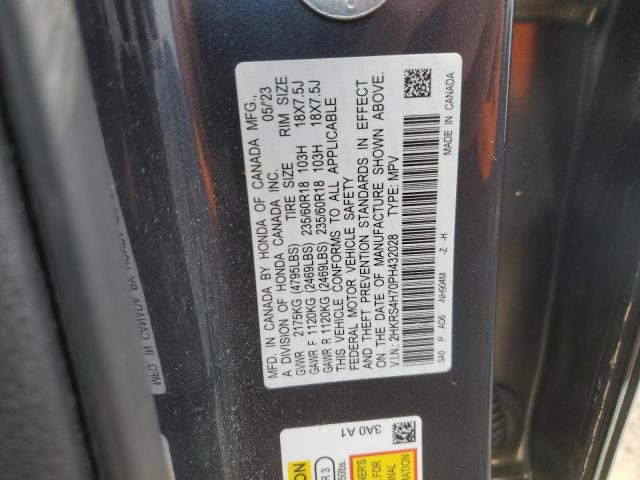 MFD. IN CANADA BY HONDA OF CANADA MFG.,
A DIVISION OF HONDA CANADA INC. 05/23
GVWR 2175KG (4795LBS) TIRE SIZE RIM SIZE
GAWR F 1120KG (2469LBS) 235/60R18 103H 18X7.5J
GAWR R 1120KG (2469LBS) 235/60R18 103H 18X7.5J
THIS VEHICLE CONFORMS TO ALL APPLICABLE
FEDERAL MOTOR VEHICLE SAFETY
AND THEFT PREVENTION STANDARDS IN EFFECT
ON THE DATE OF MANUFACTURE SHOWN ABOVE.
V.I.N.: 2HKRS4H70PH432028 TYPE: MPV
3A0 P AC6 -NH904M -Z -H
MADE IN CANADA
3A0 A1